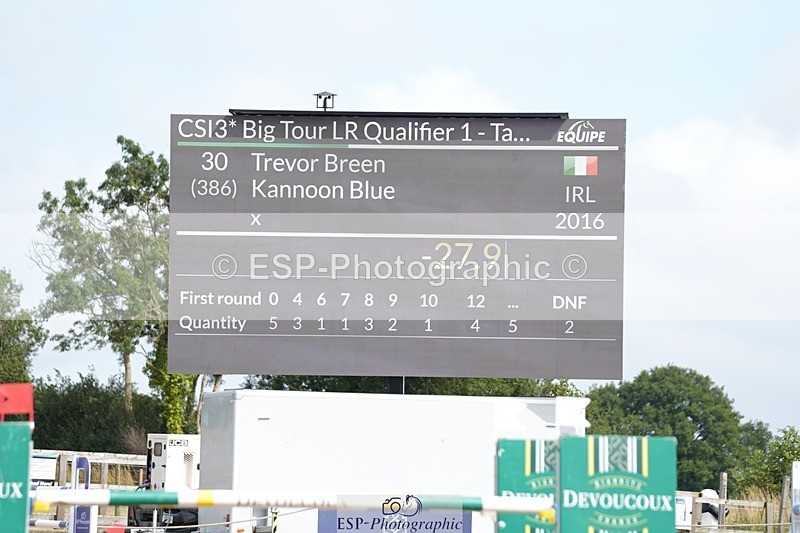 CSI3* Big Tour LR Qualifier 1 - Ta... EQUIPE
30 Trevor Breen
(386) Kannoon Blue IRL
x 2016
-27.9
© ESP-Photographic ©
First round 0 4 6 7 8 9 10 12 ... DNF
Quantity 5 3 1 1 3 2 1 4 5 2
JCB
UX
DEVOUCOUX
ESP-Photographic